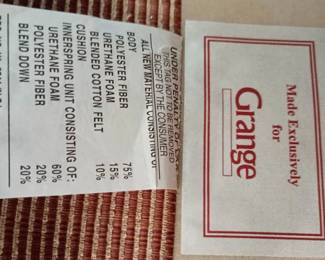 UNDER PENALTY OF LAW
THIS TAG NOT TO BE REMOVED
EXCEPT BY THE CONSUMER
ALL NEW MATERIAL CONSISTING OF
BODY
POLYESTER FIBER 75%
URETHANE FOAM 15%
BLENDED COTTON FELT 10%
CUSHION
INNERSPRING UNIT CONSISTING OF:
URETHANE FOAM 60%
POLYESTER FIBER 20%
BLEND DOWN 20%
Made Exclusively
for
Grange